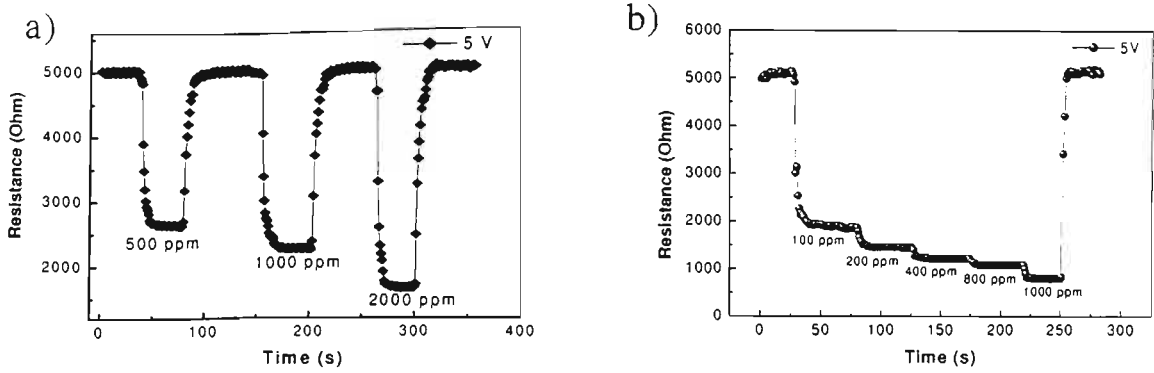 a)
5 V
5000
4000
3000
2000
Resistance (Ohm)
500 ppm
1000 ppm
2000 ppm
0 100 200 300 400
Time (s)
b)
5V
6000
5000
4000
3000
2000
1000
0
Resistance (Ohm)
100 ppm
200 ppm
400 ppm
800 ppm
1000 ppm
0 50 100 150 200 250 300
Time (s)